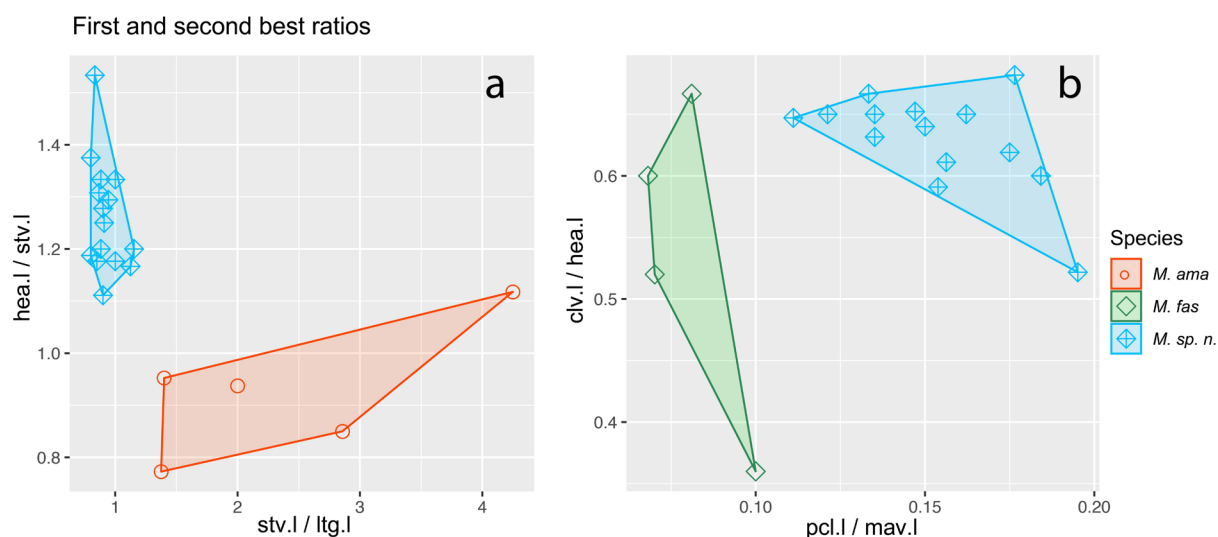 First and second best ratios
a
1.4
1.2
1.0
0.8
hea.l / stv.l
1
2
3
4
stv.l / ltg.l
b
0.6
0.5
0.4
clv.l / hea.l
0.10
0.15
0.20
pcl.l / mav.l
Species
M. ama
M. fas
M. sp. n.